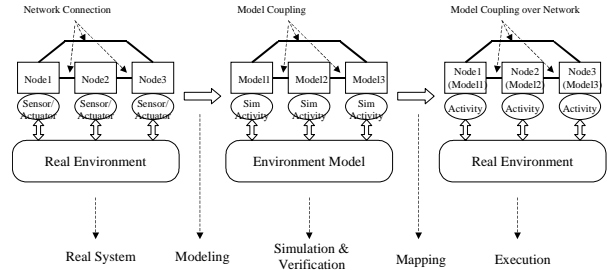 Network Connection
Model Coupling
Model Coupling over Network
Node1
Node2
Node3
Model1
Model2
Model3
Node1
(Model1)
Node2
(Model2)
Node3
(Model3)
Sensor/
Actuator
Sensor/
Actuator
Sensor/
Actuator
Sim
Activity
Sim
Activity
Sim
Activity
Activity
Activity
Activity
Real Environment
Environment Model
Real Environment
Real System
Modeling
Simulation &
Verification
Mapping
Execution